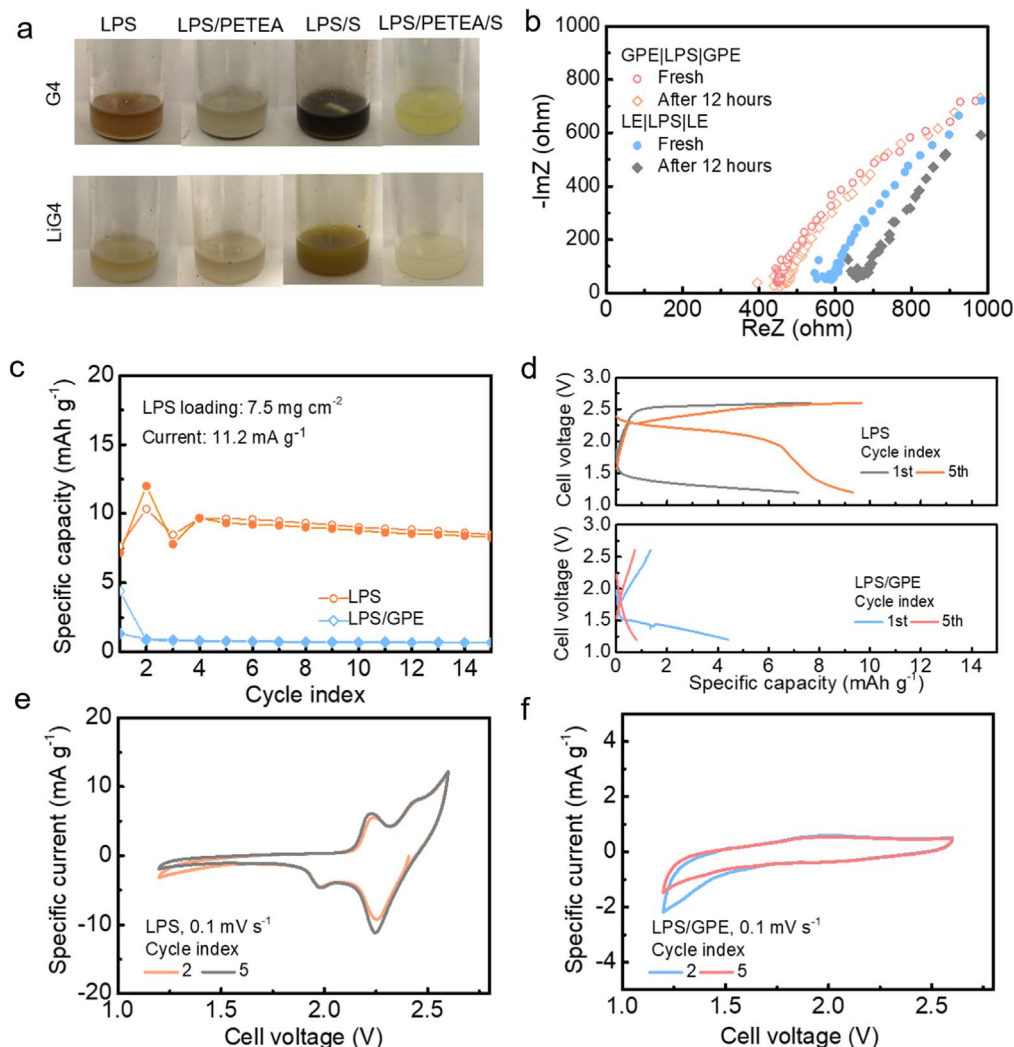 a
LPS LPS/PETEA LPS/S LPS/PETEA/S
G4
LiG4
b
1000
800
600
400
200
0
-ImZ (ohm)
GPE|LPS|GPE
Fresh
After 12 hours
LE|LPS|LE
Fresh
After 12 hours
0 200 400 600 800 1000
ReZ (ohm)
c
20
15
10
5
0
Specific capacity (mAh g⁻¹)
LPS loading: 7.5 mg cm⁻²
Current: 11.2 mA g⁻¹
LPS
LPS/GPE
2 4 6 8 10 12 14
Cycle index
d
3.0
2.5
2.0
1.5
1.0
Cell voltage (V)
LPS
Cycle index
1st 5th
3.0
2.5
2.0
1.5
1.0
Cell voltage (V)
LPS/GPE
Cycle index
1st 5th
0 2 4 6 8 10 12 14
Specific capacity (mAh g⁻¹)
e
20
10
0
-10
-20
Specific current (mA g⁻¹)
LPS, 0.1 mV s⁻¹
Cycle index
2 5
1.0 1.5 2.0 2.5
Cell voltage (V)
f
4
2
0
-2
-4
Specific current (mA g⁻¹)
LPS/GPE, 0.1 mV s⁻¹
Cycle index
2 5
1.0 1.5 2.0 2.5
Cell voltage (V)